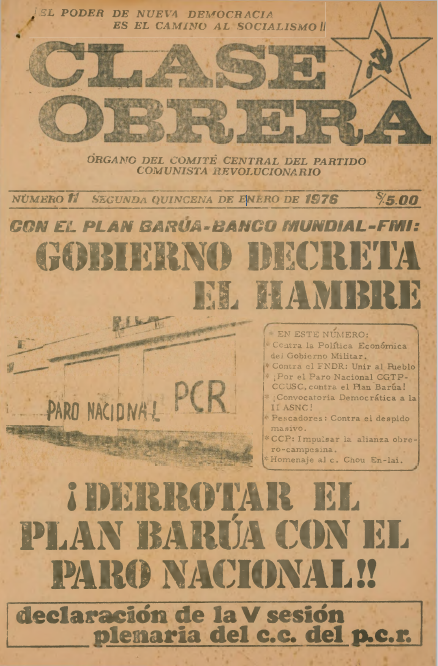 ¡EL PODER DE NUEVA DEMOCRACIA
ES EL CAMINO AL SOCIALISMO!!
CLASE
OBRERA
ÓRGANO DEL COMITÉ CENTRAL DEL PARTIDO
COMUNISTA REVOLUCIONARIO
NÚMERO 11 SEGUNDA QUINCENA DE ENERO DE 1976 S/5.00
CON EL PLAN BARÚA-BANCO MUNDIAL-FMI:
GOBIERNO DECRETA
EL HAMBRE
PARO NACIONAL PCR
* EN ESTE NÚMERO:
* Contra la Política Económica
del Gobierno Militar.
* Contra el FNDR: Unir al Pueblo
* ¡Por el Paro Nacional CGTP-
CCUSC, contra el Plan Barúa!
* ¡Convocatoria Democrática a la
II ASNC!
* Pescadores: Contra el despido
masivo.
* CCP: Impulsar la alianza obre-
ro-campesina.
* Homenaje al c. Chou En-lai.
¡DERROTAR EL
PLAN BARÚA CON EL
PARO NACIONAL!!
declaración de la V sesión
plenaria del c.c. del p.c.r.